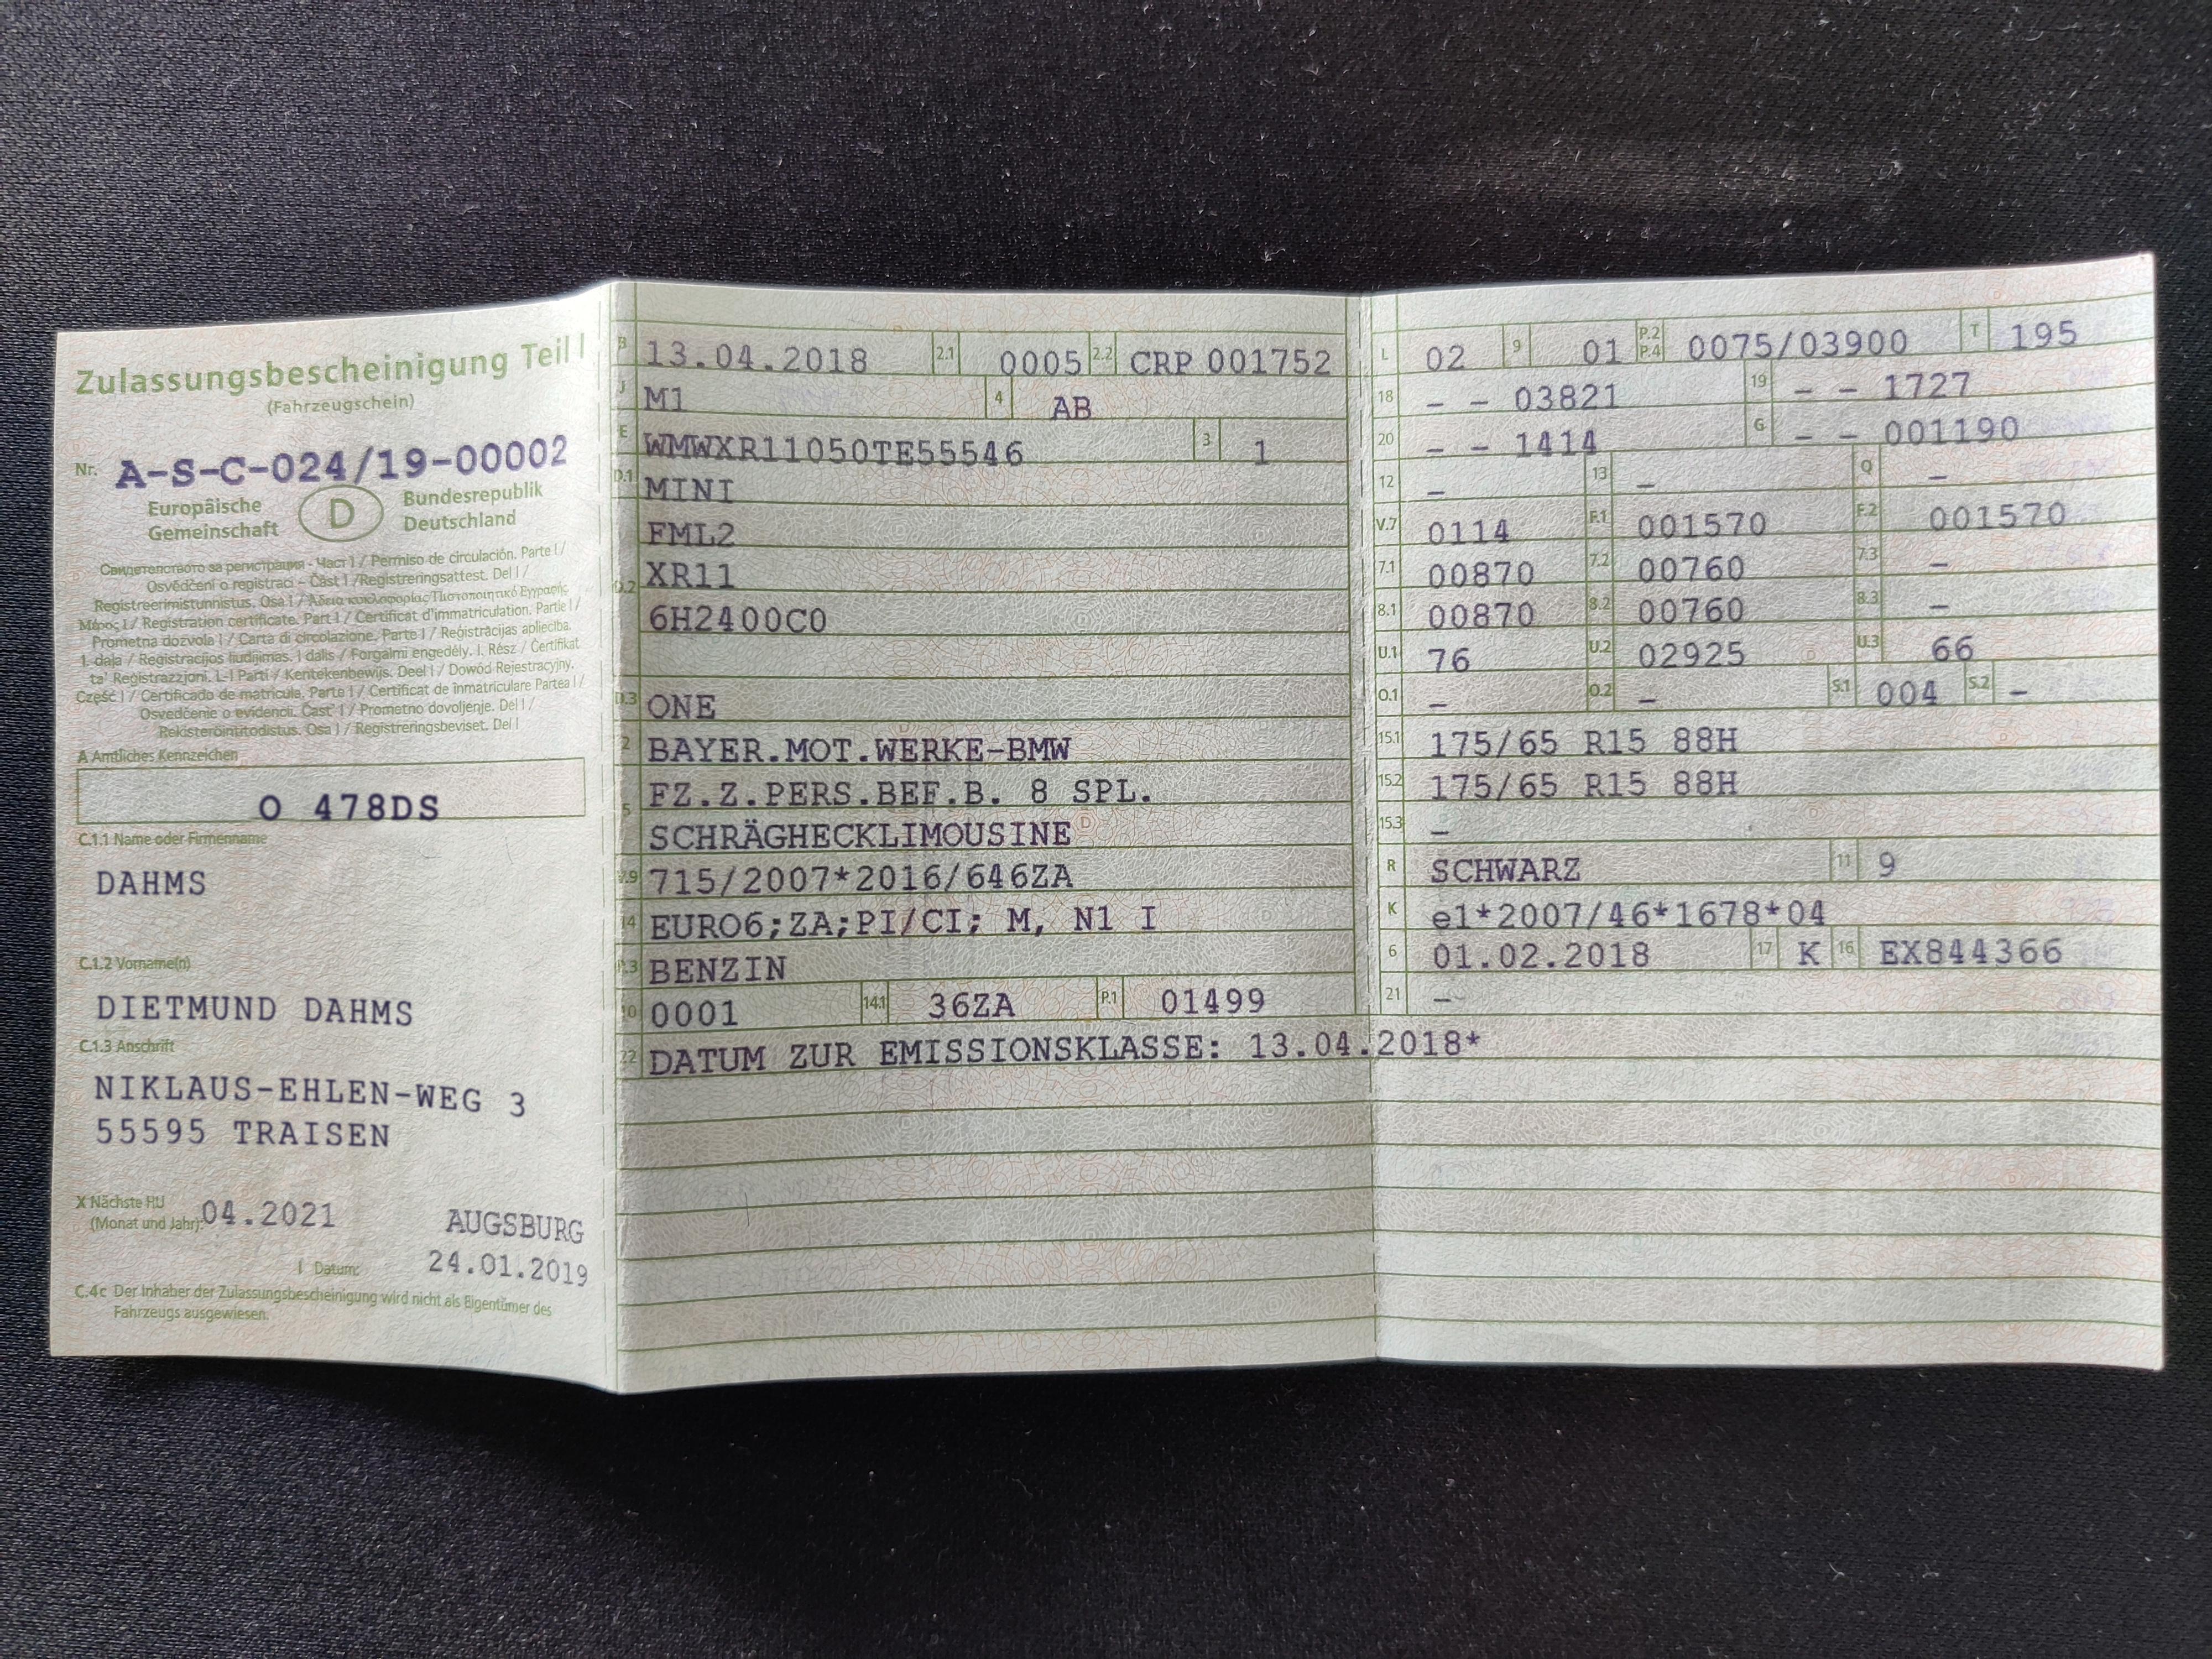 Zulassungsbescheinigung Teil I
(Fahrzeugschein)
Nr. A-S-C-024/19-00002
Europäische Gemeinschaft D Bundesrepublik Deutschland
Свидетелството за регистрация - Част I / Permiso de circulación. Parte I /
Osvědčení o registraci – Část I / Registreringsattest. Del I /
Registreerimistunnistus. Osa I / Άδεια κυκλοφορίας/Πιστοποιητικό Εγγραφής.
Μέρος I / Registration certificate. Part I / Certificat d'immatriculation. Partie I /
Prometna dozvola I / Carta di circolazione. Parte I / Reģistrācijas apliecība.
1. daļa / Registracijos liudijimas. I dalis / Forgalmi engedély. I. Rész / Ċertifikat
ta' Reġistrazzjoni. L-I Parti / Kentekenbewijs. Deel I / Dowód Rejestracyjny.
Część I / Certificado de matrícula. Parte I / Certificat de înmatriculare Partea I /
Osvedčenie o evidencii. Časť I / Prometno dovoljenje. Del I /
Rekisteröintitodistus. Osa I / Registreringsbeviset. Del I
A Amtliches Kennzeichen
O 478DS
C.1.1 Name oder Firmenname
DAHMS
C.1.2 Vorname(n)
DIETMUND DAHMS
C.1.3 Anschrift
NIKLAUS-EHLEN-WEG 3
55595 TRAISEN
X Nächste HU
(Monat und Jahr): 04.2021
AUGSBURG
I Datum: 24.01.2019
C.4c Der Inhaber der Zulassungsbescheinigung wird nicht als Eigentümer des
Fahrzeugs ausgewiesen.
B 13.04.2018 2.1 0005 2.2 CRP 001752
J M1 4 AB
E WMWXR11050TE55546 3 1
D.1 MINI
FML2
D.2 XR11
6H2400C0
D.3 ONE
2 BAYER.MOT.WERKE-BMW
5 FZ.Z.PERS.BEF.B. 8 SPL.
SCHRÄGHECKLIMOUSINE
V.9 715/2007*2016/646ZA
14 EURO6;ZA;PI/CI; M, N1 I
P.3 BENZIN
10 0001 14.1 36ZA P.1 01499
22 DATUM ZUR EMISSIONSKLASSE: 13.04.2018*
L 02 9 01 P.2 P.4 0075/03900 T 195
18 – – 03821 19 – – 1727
20 – – 1414 G – – 001190
12 – 13 – Q –
V.7 0114 F.1 001570 F.2 001570
7.1 00870 7.2 00760 7.3 –
8.1 00870 8.2 00760 8.3 –
U.1 76 U.2 02925 U.3 66
O.1 – O.2 – S.1 004 S.2 –
15.1 175/65 R15 88H
15.2 175/65 R15 88H
15.3 –
R SCHWARZ 11 9
K e1*2007/46*1678*04
6 01.02.2018 17 K 16 EX844366
21 –